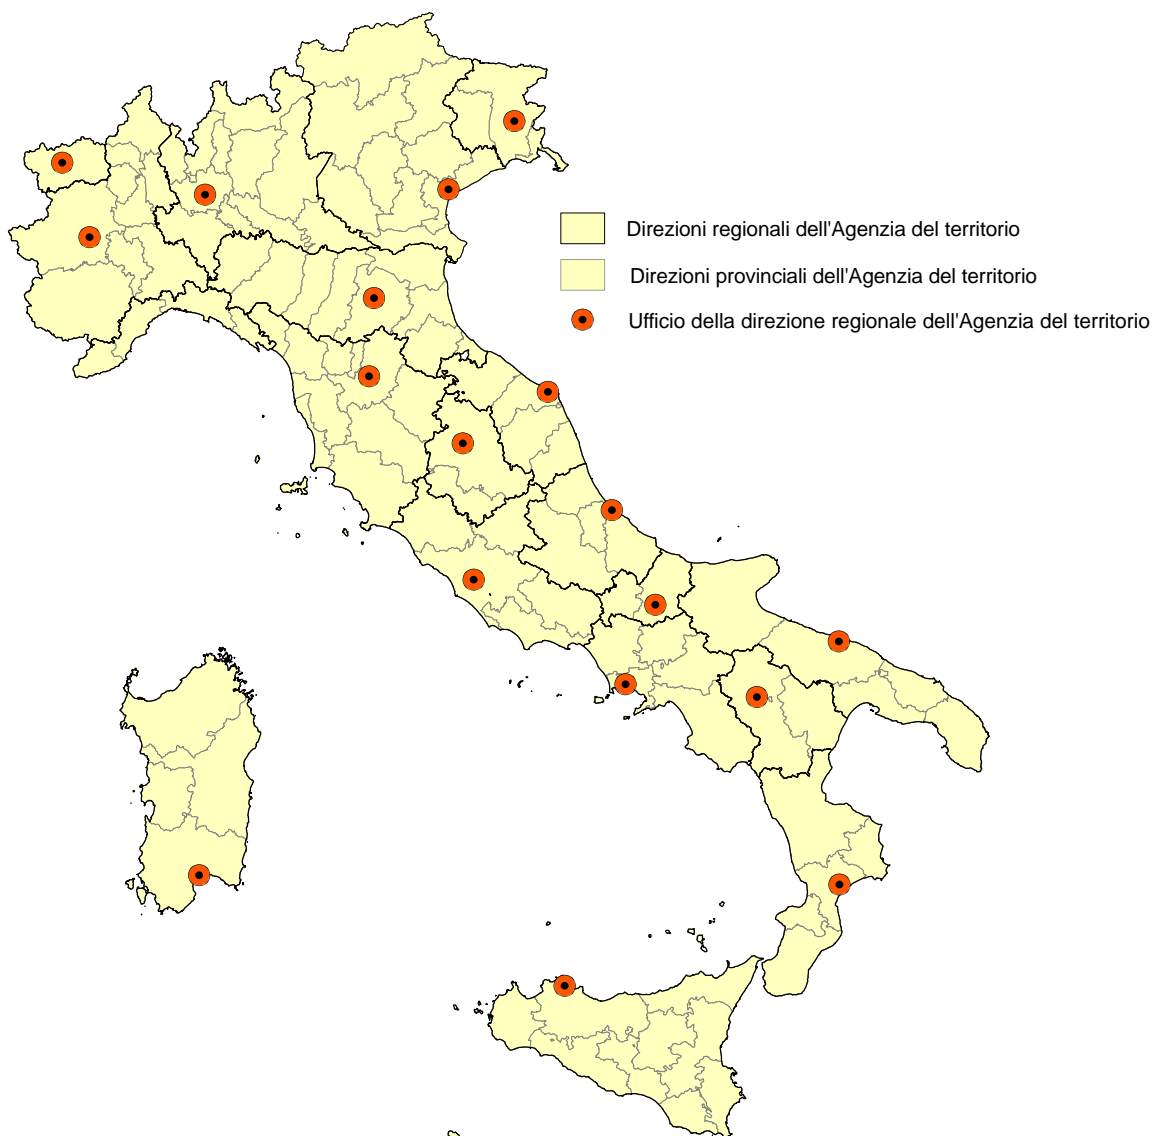 Direzioni regionali dell'Agenzia del territorio
Direzioni provinciali dell'Agenzia del territorio
Ufficio della direzione regionale dell'Agenzia del territorio